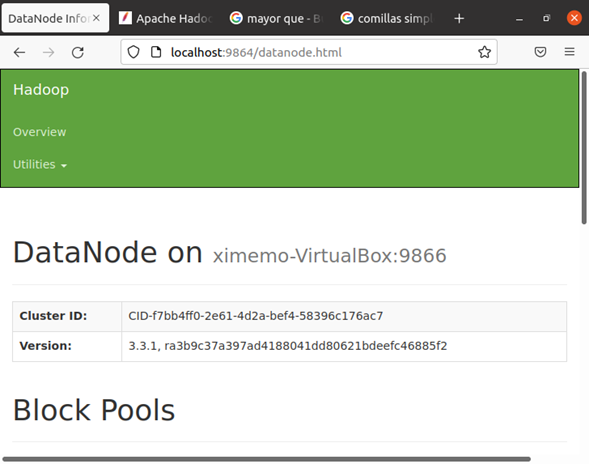 DataNode Infor
Apache Hadoo
mayor que - Bu
comillas simpl
localhost:9864/datanode.html
Hadoop
Overview
Utilities
DataNode on ximemo-VirtualBox:9866
Cluster ID: CID-f7bb4ff0-2e61-4d2a-bef4-58396c176ac7
Version: 3.3.1, ra3b9c37a397ad4188041dd80621bdeefc46885f2
Block Pools